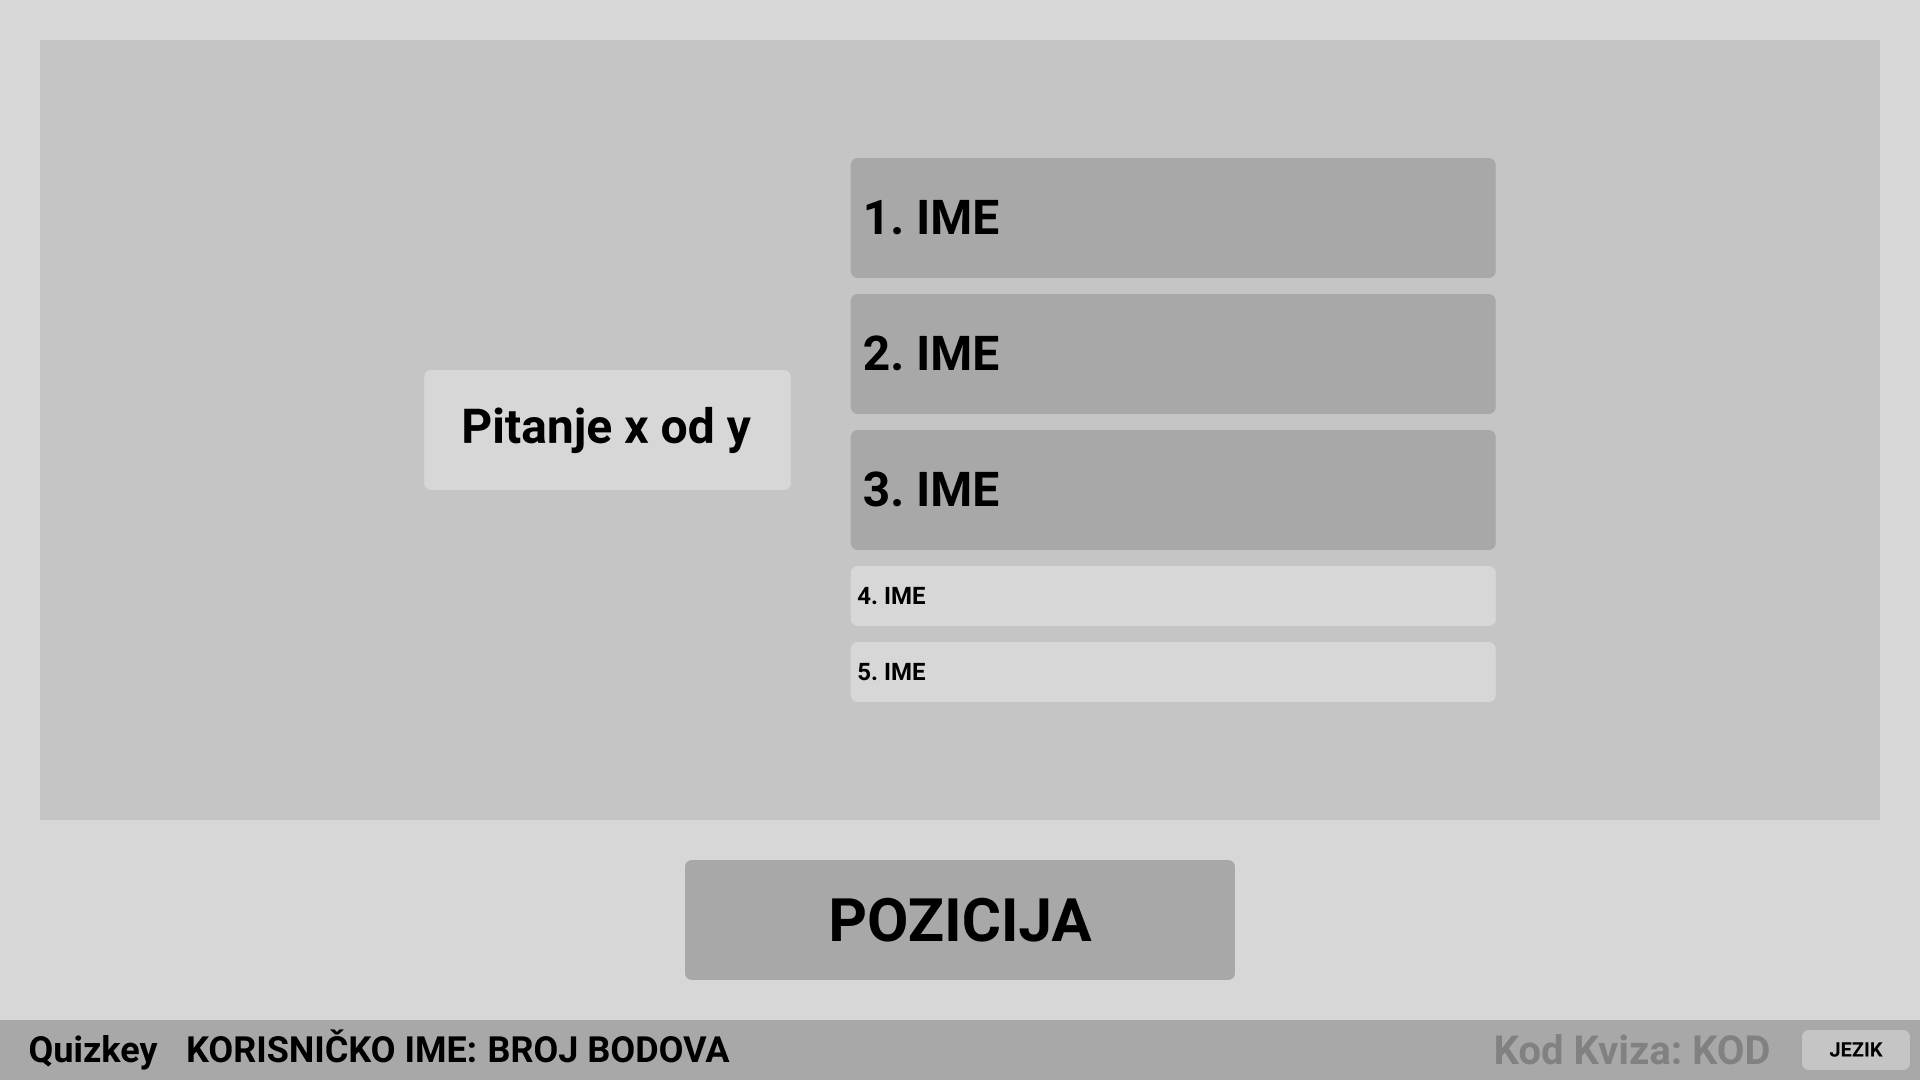 Pitanje x od y
1. IME
2. IME
3. IME
4. IME
5. IME
POZICIJA
Quizkey KORISNIČKO IME: BROJ BODOVA Kod Kviza: KOD JEZIK